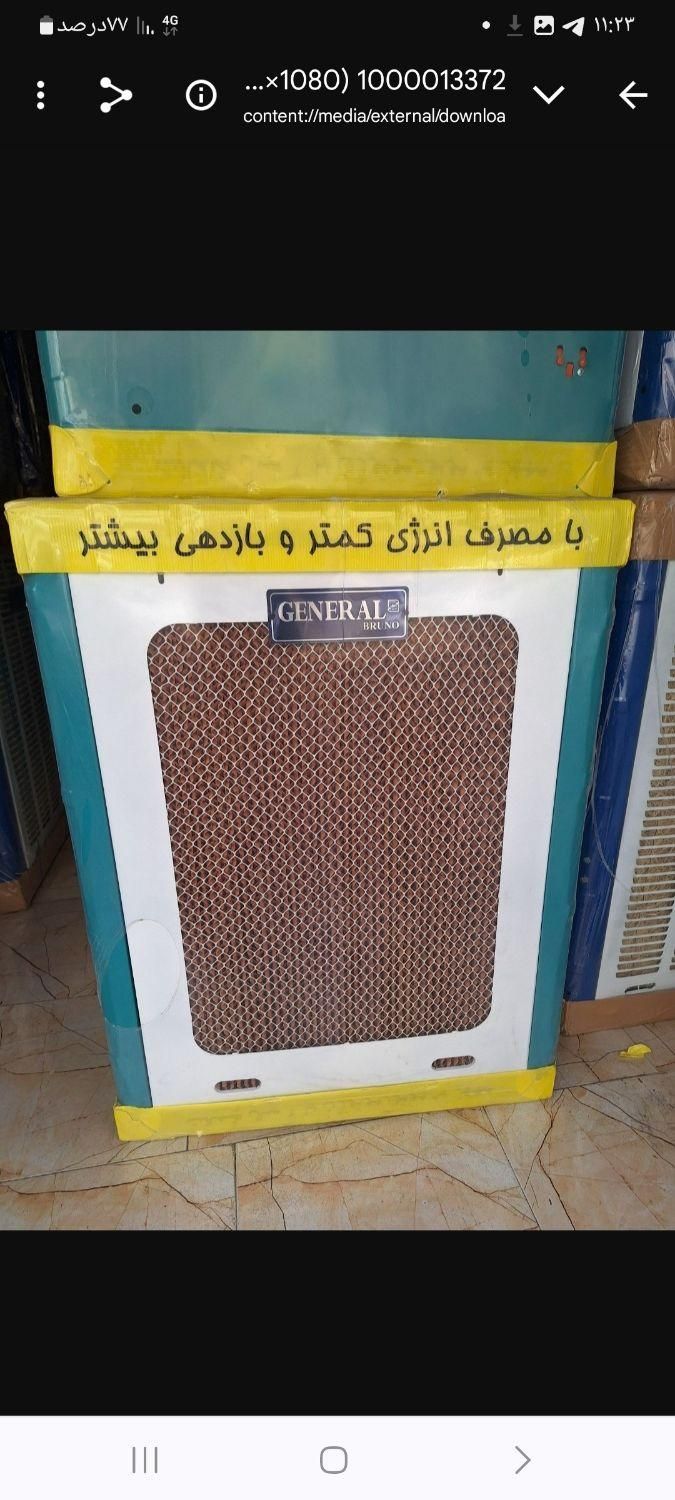 ۷۷درصد 4G ۱۱:۲۳
...×1080) 1000013372
content://media/external/downloa
با مصرف انرژی کمتر و بازدهی بیشتر
GENERAL
BRUNO